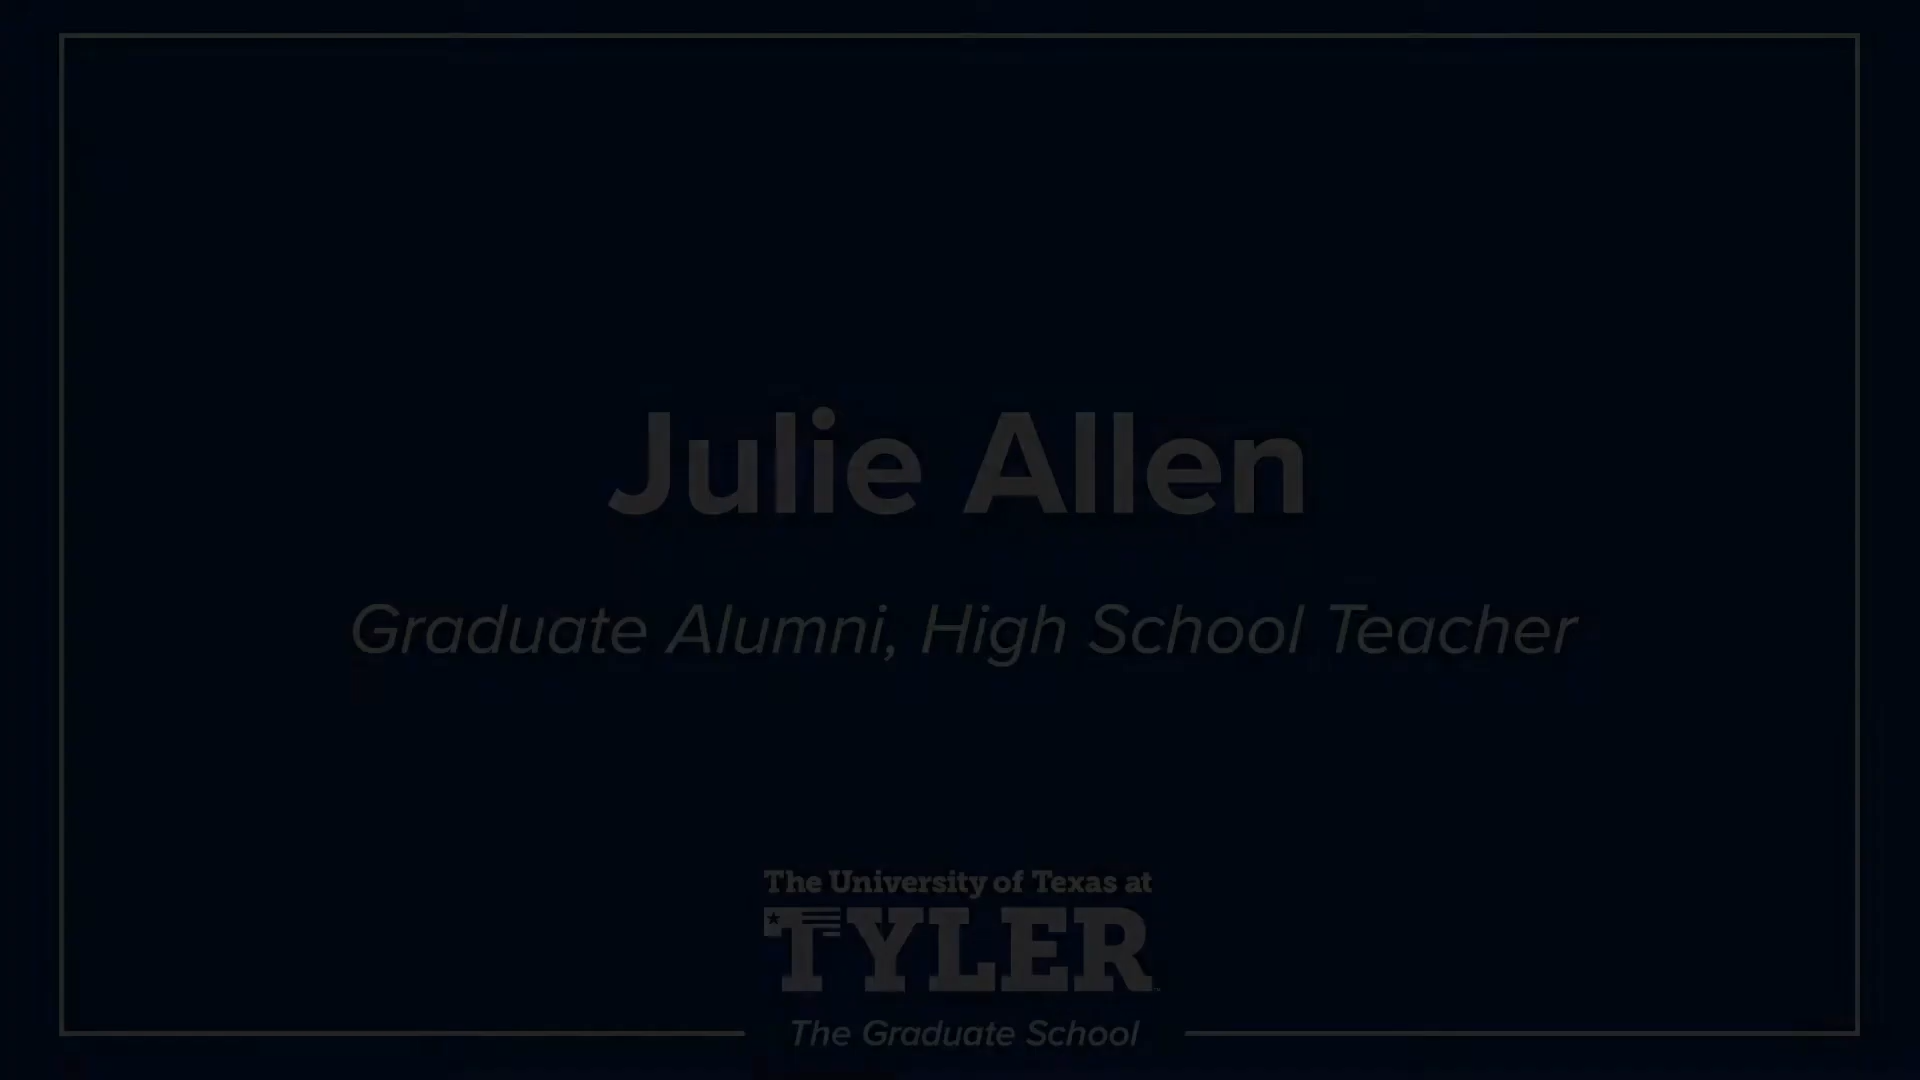 Julie Allen
Graduate Alumni, High School Teacher
The University of Texas at
TYLER
The Graduate School